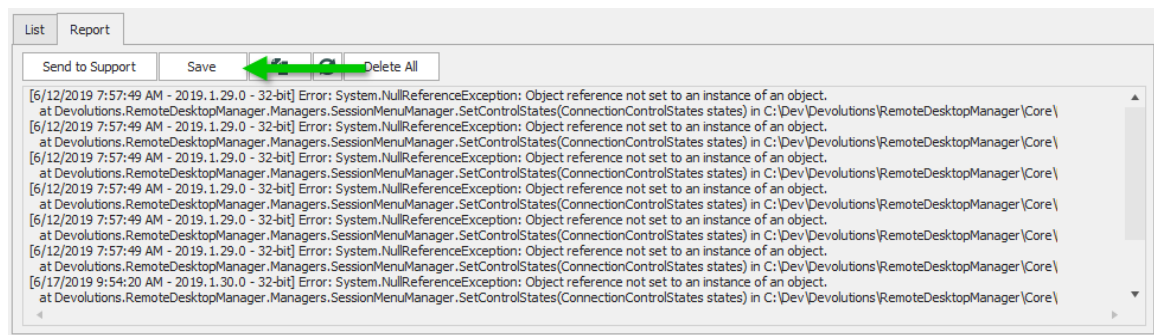 List Report
Send to Support Save Delete All
[6/12/2019 7:57:49 AM - 2019.1.29.0 - 32-bit] Error: System.NullReferenceException: Object reference not set to an instance of an object.
at Devolutions.RemoteDesktopManager.Managers.SessionMenuManager.SetControlStates(ConnectionControlStates states) in C:\Dev\Devolutions\RemoteDesktopManager\Core\
[6/12/2019 7:57:49 AM - 2019.1.29.0 - 32-bit] Error: System.NullReferenceException: Object reference not set to an instance of an object.
at Devolutions.RemoteDesktopManager.Managers.SessionMenuManager.SetControlStates(ConnectionControlStates states) in C:\Dev\Devolutions\RemoteDesktopManager\Core\
[6/12/2019 7:57:49 AM - 2019.1.29.0 - 32-bit] Error: System.NullReferenceException: Object reference not set to an instance of an object.
at Devolutions.RemoteDesktopManager.Managers.SessionMenuManager.SetControlStates(ConnectionControlStates states) in C:\Dev\Devolutions\RemoteDesktopManager\Core\
[6/12/2019 7:57:49 AM - 2019.1.29.0 - 32-bit] Error: System.NullReferenceException: Object reference not set to an instance of an object.
at Devolutions.RemoteDesktopManager.Managers.SessionMenuManager.SetControlStates(ConnectionControlStates states) in C:\Dev\Devolutions\RemoteDesktopManager\Core\
[6/12/2019 7:57:49 AM - 2019.1.29.0 - 32-bit] Error: System.NullReferenceException: Object reference not set to an instance of an object.
at Devolutions.RemoteDesktopManager.Managers.SessionMenuManager.SetControlStates(ConnectionControlStates states) in C:\Dev\Devolutions\RemoteDesktopManager\Core\
[6/12/2019 7:57:49 AM - 2019.1.29.0 - 32-bit] Error: System.NullReferenceException: Object reference not set to an instance of an object.
at Devolutions.RemoteDesktopManager.Managers.SessionMenuManager.SetControlStates(ConnectionControlStates states) in C:\Dev\Devolutions\RemoteDesktopManager\Core\
[6/17/2019 9:54:20 AM - 2019.1.30.0 - 32-bit] Error: System.NullReferenceException: Object reference not set to an instance of an object.
at Devolutions.RemoteDesktopManager.Managers.SessionMenuManager.SetControlStates(ConnectionControlStates states) in C:\Dev\Devolutions\RemoteDesktopManager\Core\